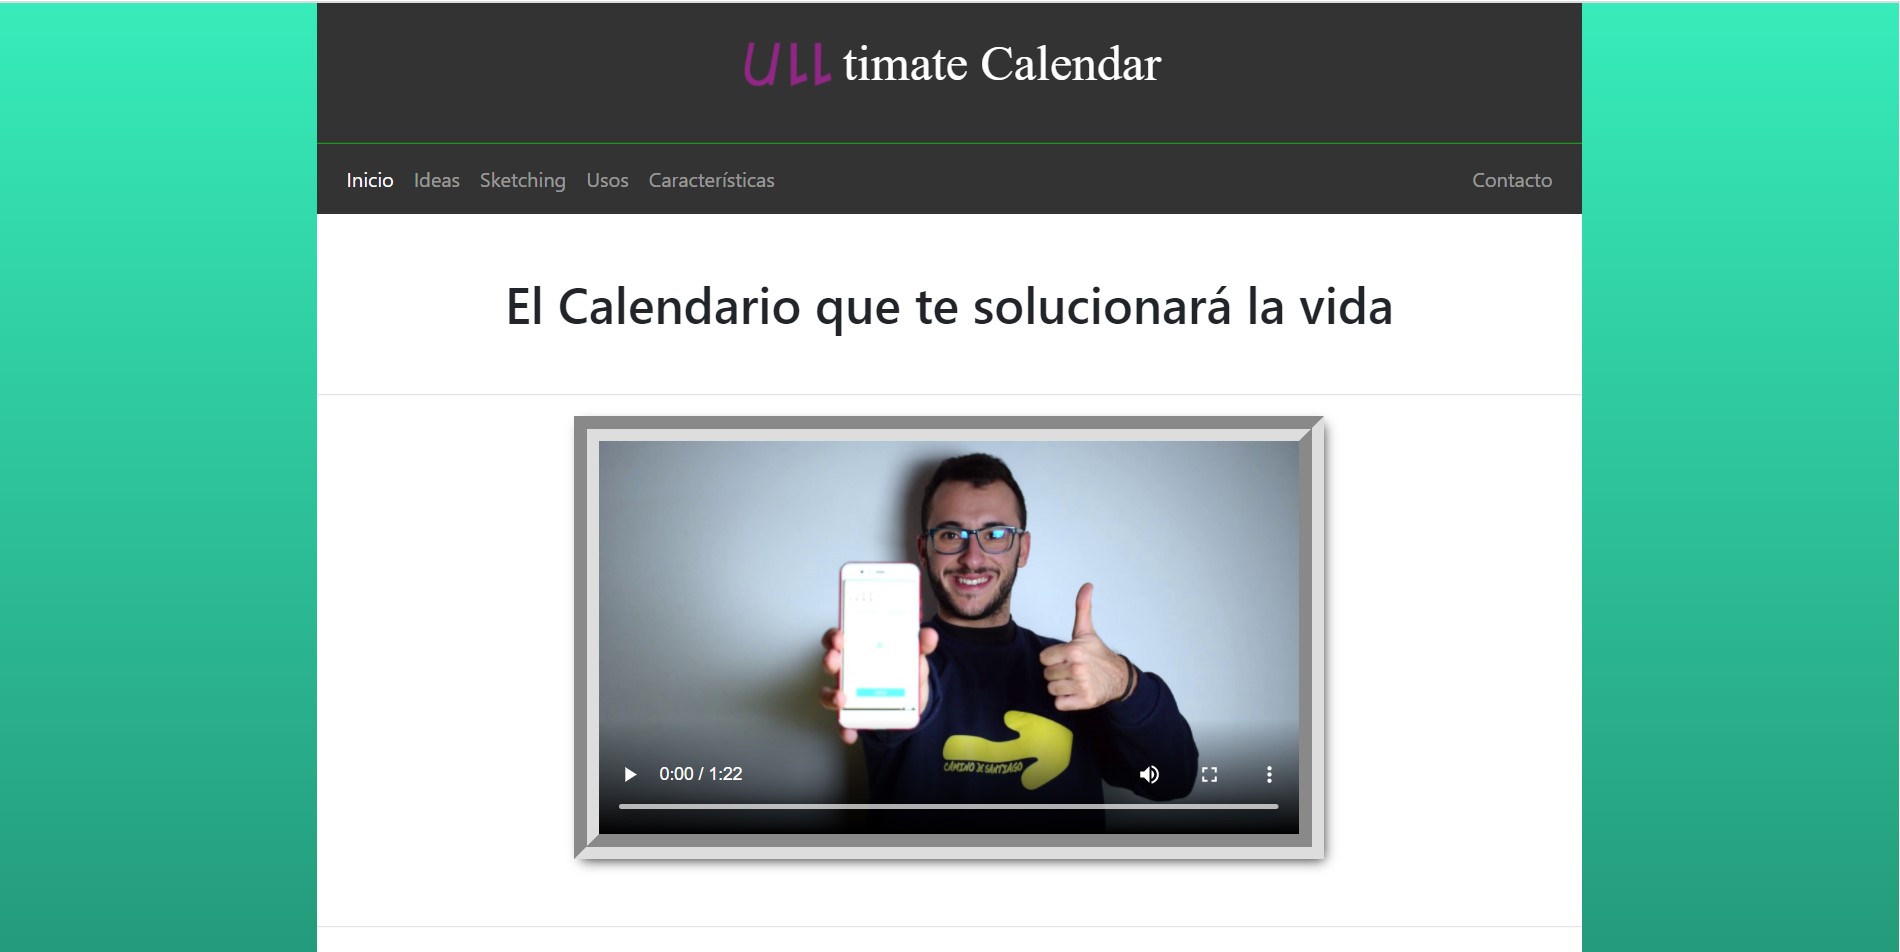 ULL timate Calendar
Inicio Ideas Sketching Usos Características Contacto
El Calendario que te solucionará la vida
CAMINO DE SANTIAGO
0:00 / 1:22